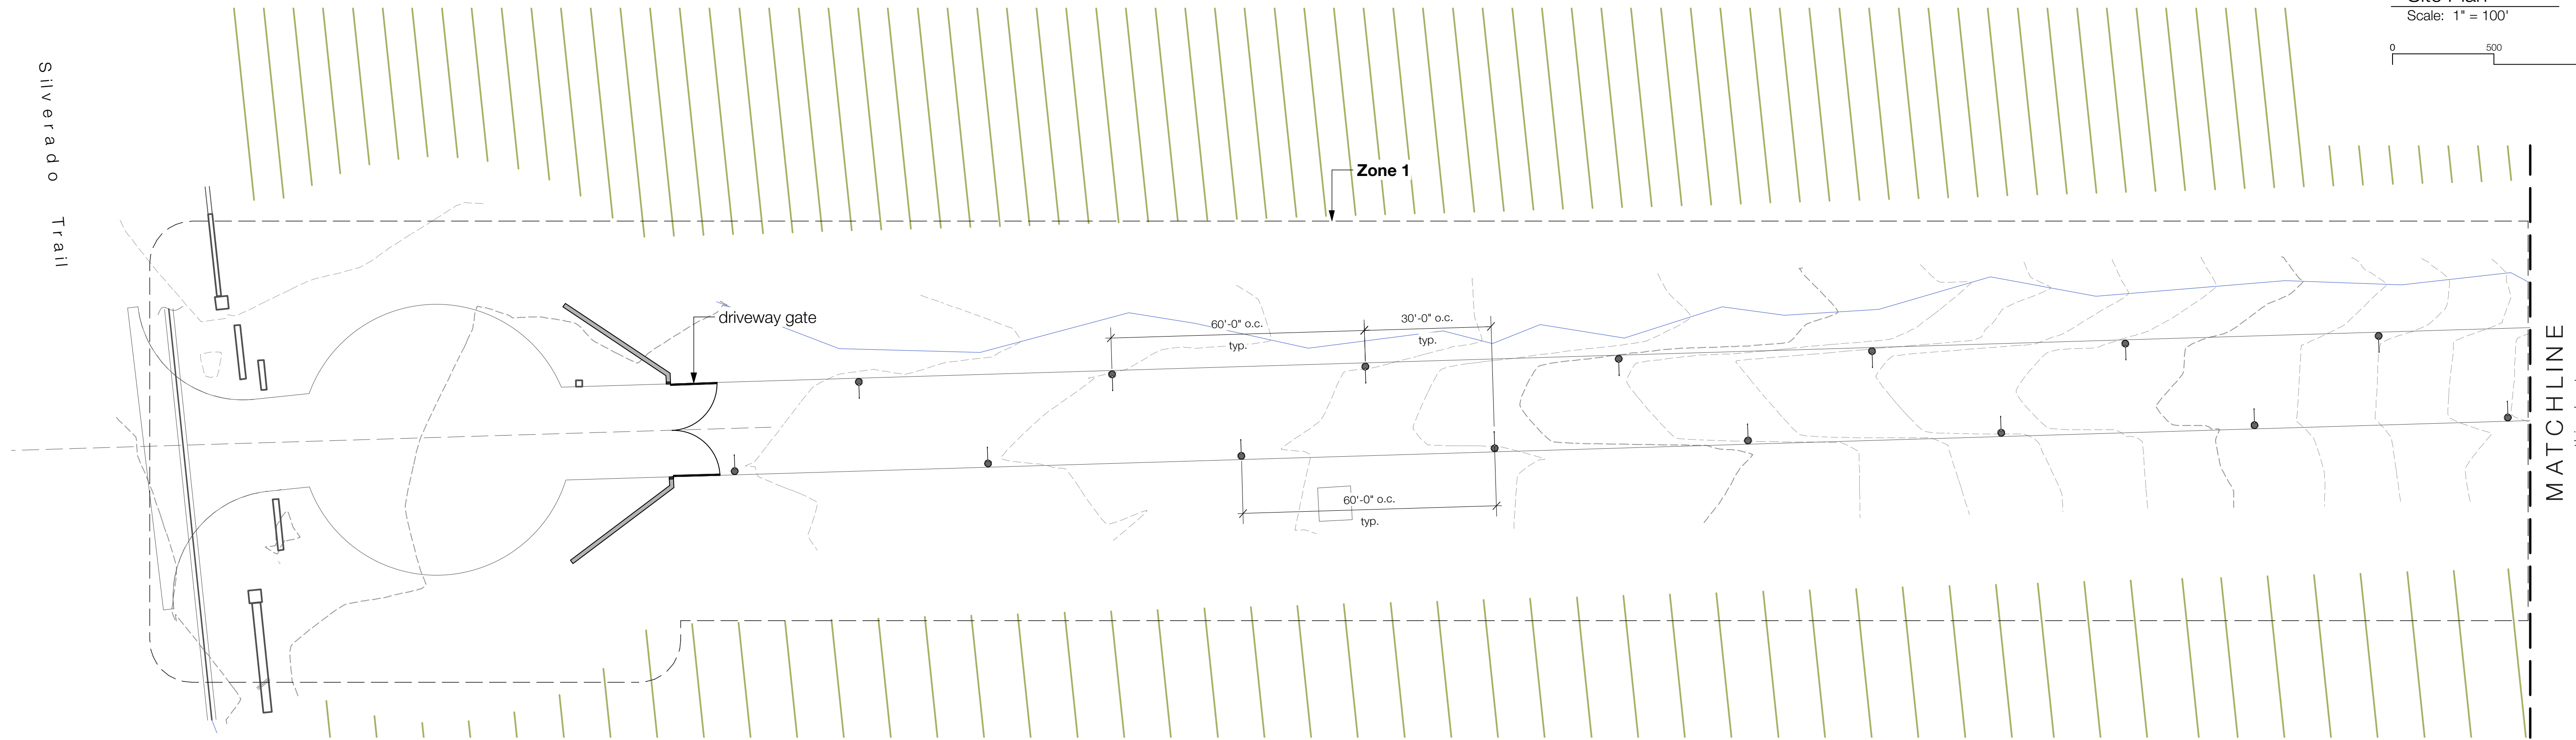 Scale: 1" = 100'
0 500
Silverado Trail
Zone 1
driveway gate
60'-0" o.c.
typ.
30'-0" o.c.
typ.
60'-0" o.c.
typ.
MATCHLINE